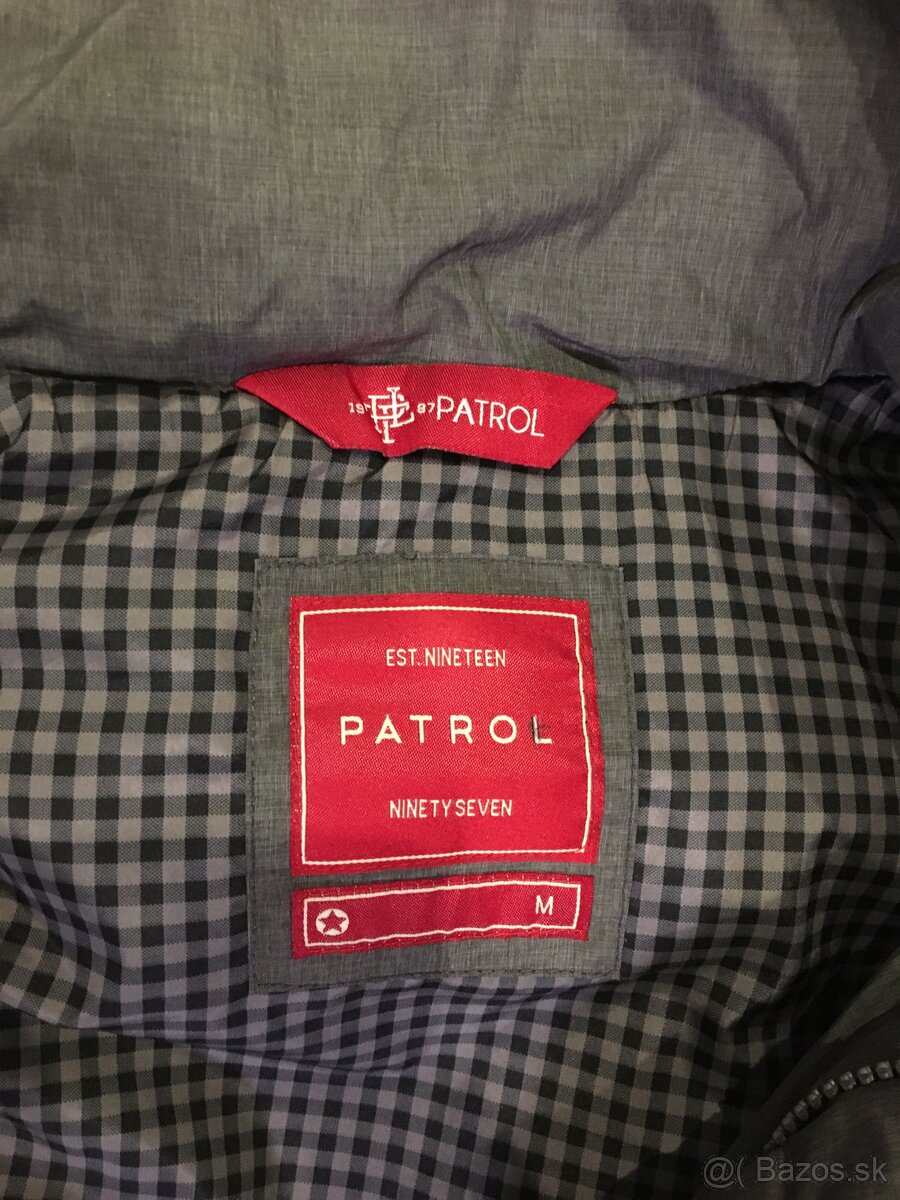 19 87 PATROL
EST. NINETEEN
PATROL
NINETY SEVEN
M
@( Bazos.sk